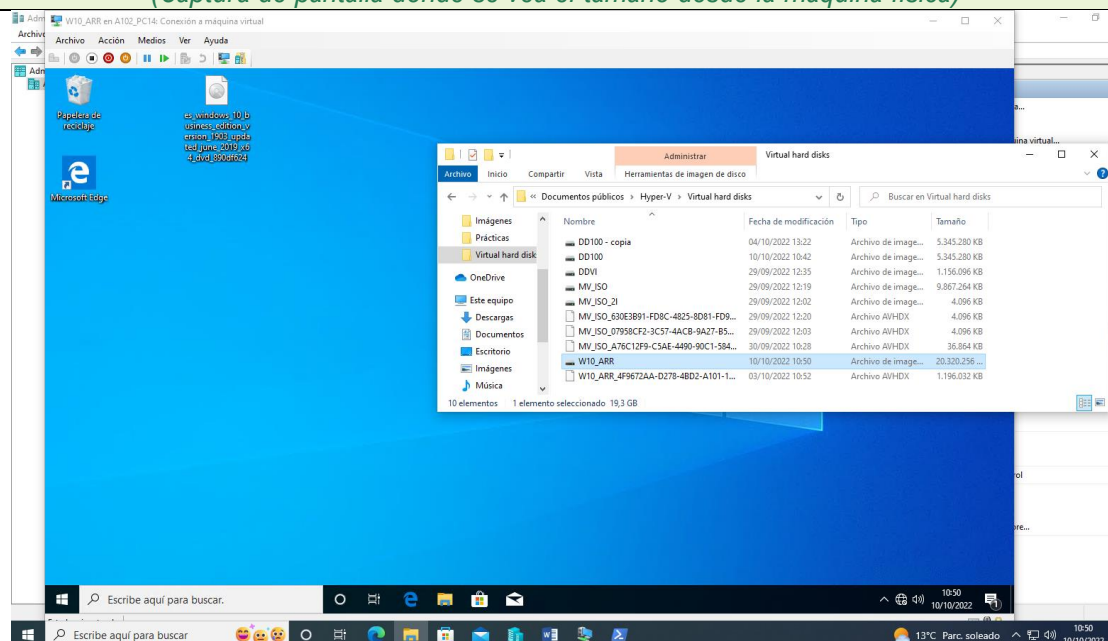 (Captura de pantalla donde se vea el tamaño desde la máquina física)
W10_ARR en A102_PC14: Conexión a máquina virtual
Archivo Acción Medios Ver Ayuda
Papelera de
reciclaje
es_windows_10_b
usiness_edition_v
ersion_1903_upda
ted_june_2019_x6
4_dvd_890df624
Microsoft Edge
Administrar Virtual hard disks
Archivo Inicio Compartir Vista Herramientas de imagen de disco
« Documentos públicos > Hyper-V > Virtual hard disks
Buscar en Virtual hard disks
Nombre Fecha de modificación Tipo Tamaño
Imágenes
Prácticas
Virtual hard disk
OneDrive
Este equipo
Descargas
Documentos
Escritorio
Imágenes
Música
DD100 - copia 04/10/2022 13:22 Archivo de image... 5.345.280 KB
DD100 10/10/2022 10:42 Archivo de image... 5.345.280 KB
DDVI 29/09/2022 12:35 Archivo de image... 1.156.096 KB
MV_ISO 29/09/2022 12:19 Archivo de image... 9.867.264 KB
MV_ISO_2I 29/09/2022 12:02 Archivo de image... 4.096 KB
MV_ISO_630E3B91-FD8C-4825-8D81-FD9... 29/09/2022 12:20 Archivo AVHDX 4.096 KB
MV_ISO_07958CF2-3C57-4ACB-9A27-B5... 29/09/2022 12:03 Archivo AVHDX 4.096 KB
MV_ISO_A76C12F9-C5AE-4490-90C1-584... 30/09/2022 10:28 Archivo AVHDX 36.864 KB
W10_ARR 10/10/2022 10:50 Archivo de image... 20.320.256 ...
W10_ARR_4F9672AA-D278-4BD2-A101-1... 03/10/2022 10:52 Archivo AVHDX 1.196.032 KB
10 elementos 1 elemento seleccionado 19,3 GB
Escribe aquí para buscar.
10:50
10/10/2022
Escribe aquí para buscar
13°C Parc. soleado
10:50